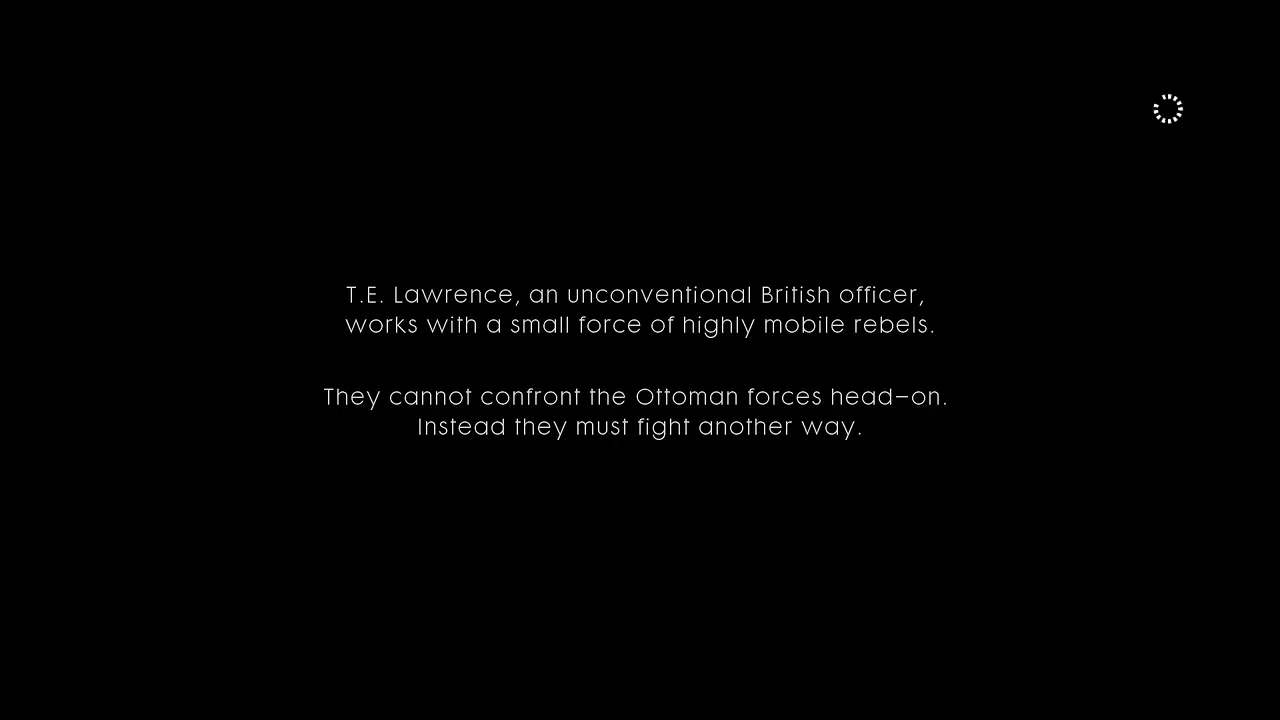 T.E. Lawrence, an unconventional British officer,
works with a small force of highly mobile rebels.
They cannot confront the Ottoman forces head-on.
Instead they must fight another way.